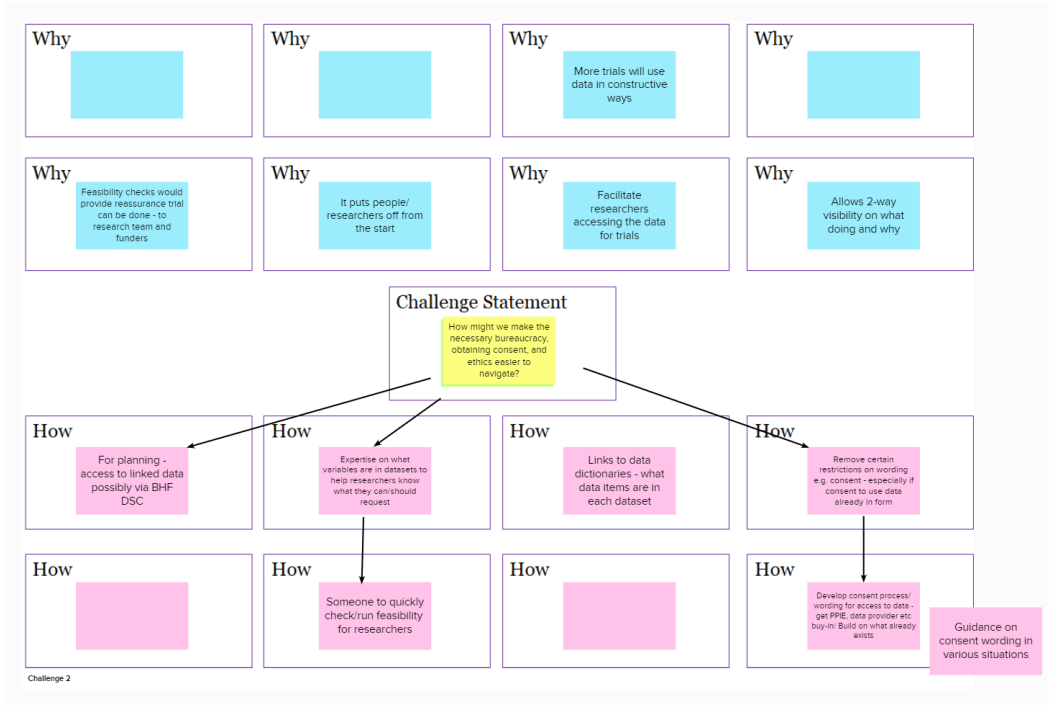 Why
Why
Why
More trials will use
data in constructive
ways
Why
Why
Feasibility checks would
provide reassurance trial
can be done - to
research team and
funders
Why
It puts people/
researchers off from
the start
Why
Facilitate
researchers
accessing the data
for trials
Why
Allows 2-way
visibility on what
doing and why
Challenge Statement
How might we make the
necessary bureaucracy,
obtaining consent, and
ethics easier to
navigate?
How
For planning -
access to linked data
possibly via BHF
DSC
How
Expertise on what
variables are in datasets to
help researchers know
what they can/should
request
How
Links to data
dictionaries - what
data items are in
each dataset
How
Remove certain
restrictions on wording
e.g. consent - especially if
consent to use data
already in form
How
How
Someone to quickly
check/run feasibility
for researchers
How
How
Develop consent process/
wording for access to data -
get PPIE, data provider etc
buy-in/ Build on what already
exists
Guidance on
consent wording in
various situations
Challenge 2